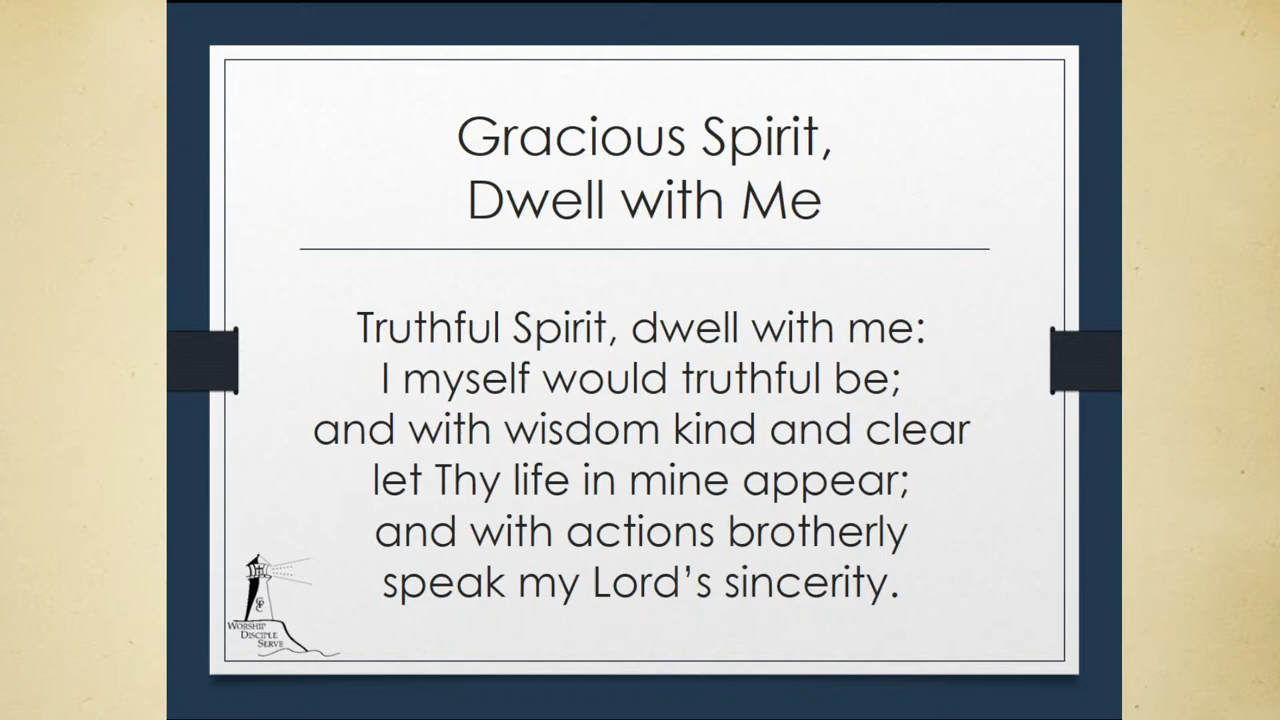 Gracious Spirit,
Dwell with Me
Truthful Spirit, dwell with me:
I myself would truthful be;
and with wisdom kind and clear
let Thy life in mine appear;
and with actions brotherly
speak my Lord’s sincerity.
WORSHIP
DISCIPLE
SERVE